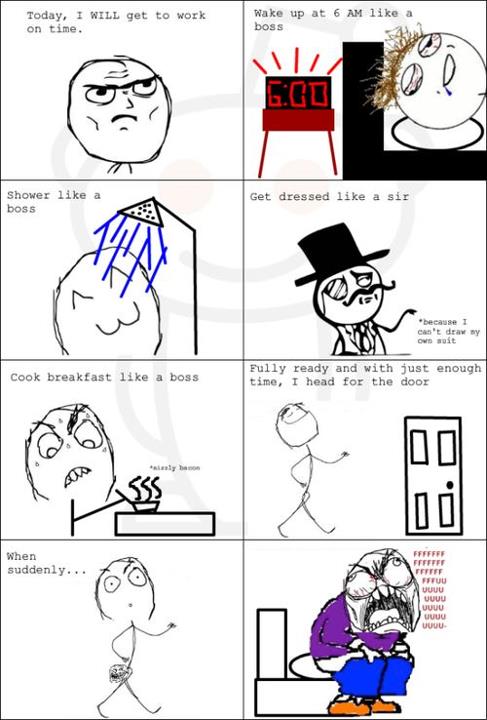 Today, I WILL get to work
on time.
Wake up at 6 AM like a
boss
6:00
Shower like a
boss
Get dressed like a sir
*because I
can't draw my
own suit
Cook breakfast like a boss
*sizzly bacon
Fully ready and with just enough
time, I head for the door
When
suddenly...
FFFFFFF
FFFFFFF
FFFFFF
FFFUU
UUUU
UUUU
UUUU
UUUU
UUUU-